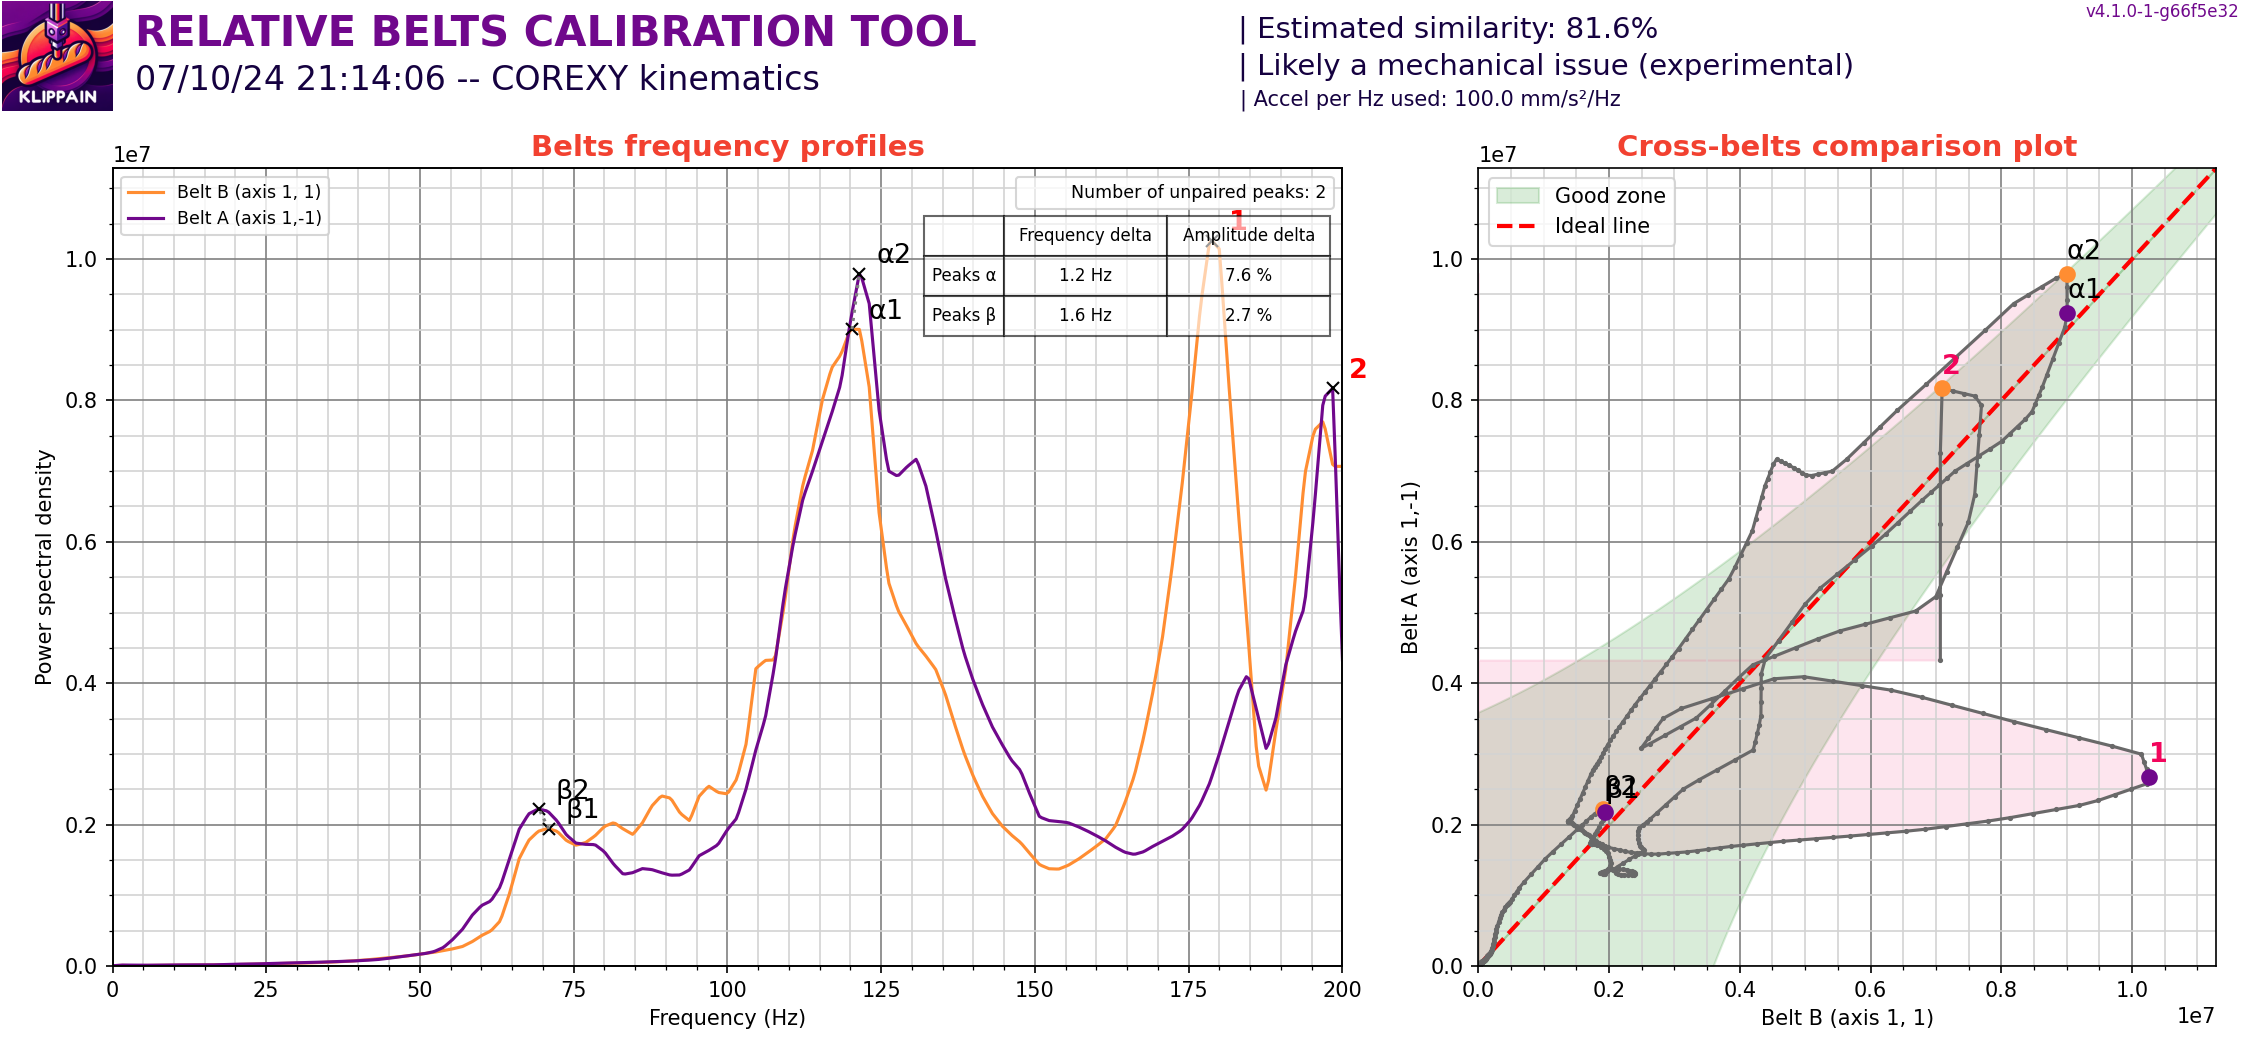 KLIPPAIN
RELATIVE BELTS CALIBRATION TOOL
07/10/24 21:14:06 -- COREXY kinematics
| Estimated similarity: 81.6%
| Likely a mechanical issue (experimental)
| Accel per Hz used: 100.0 mm/s²/Hz
v4.1.0-1-g66f5e32
Belts frequency profiles
1e7
Belt B (axis 1, 1)
Belt A (axis 1,-1)
Number of unpaired peaks: 2
Frequency delta Amplitude delta
Peaks α 1.2 Hz 7.6 %
Peaks β 1.6 Hz 2.7 %
1
α2
α1
2
β2
β1
1.0
0.8
0.6
0.4
0.2
0.0
Power spectral density
0 25 50 75 100 125 150 175 200
Frequency (Hz)
Cross-belts comparison plot
1e7
Good zone
Ideal line
α2
α1
2
1
β2
β1
1.0
0.8
0.6
0.4
0.2
0.0
Belt A (axis 1,-1)
0.0 0.2 0.4 0.6 0.8 1.0
Belt B (axis 1, 1)
1e7